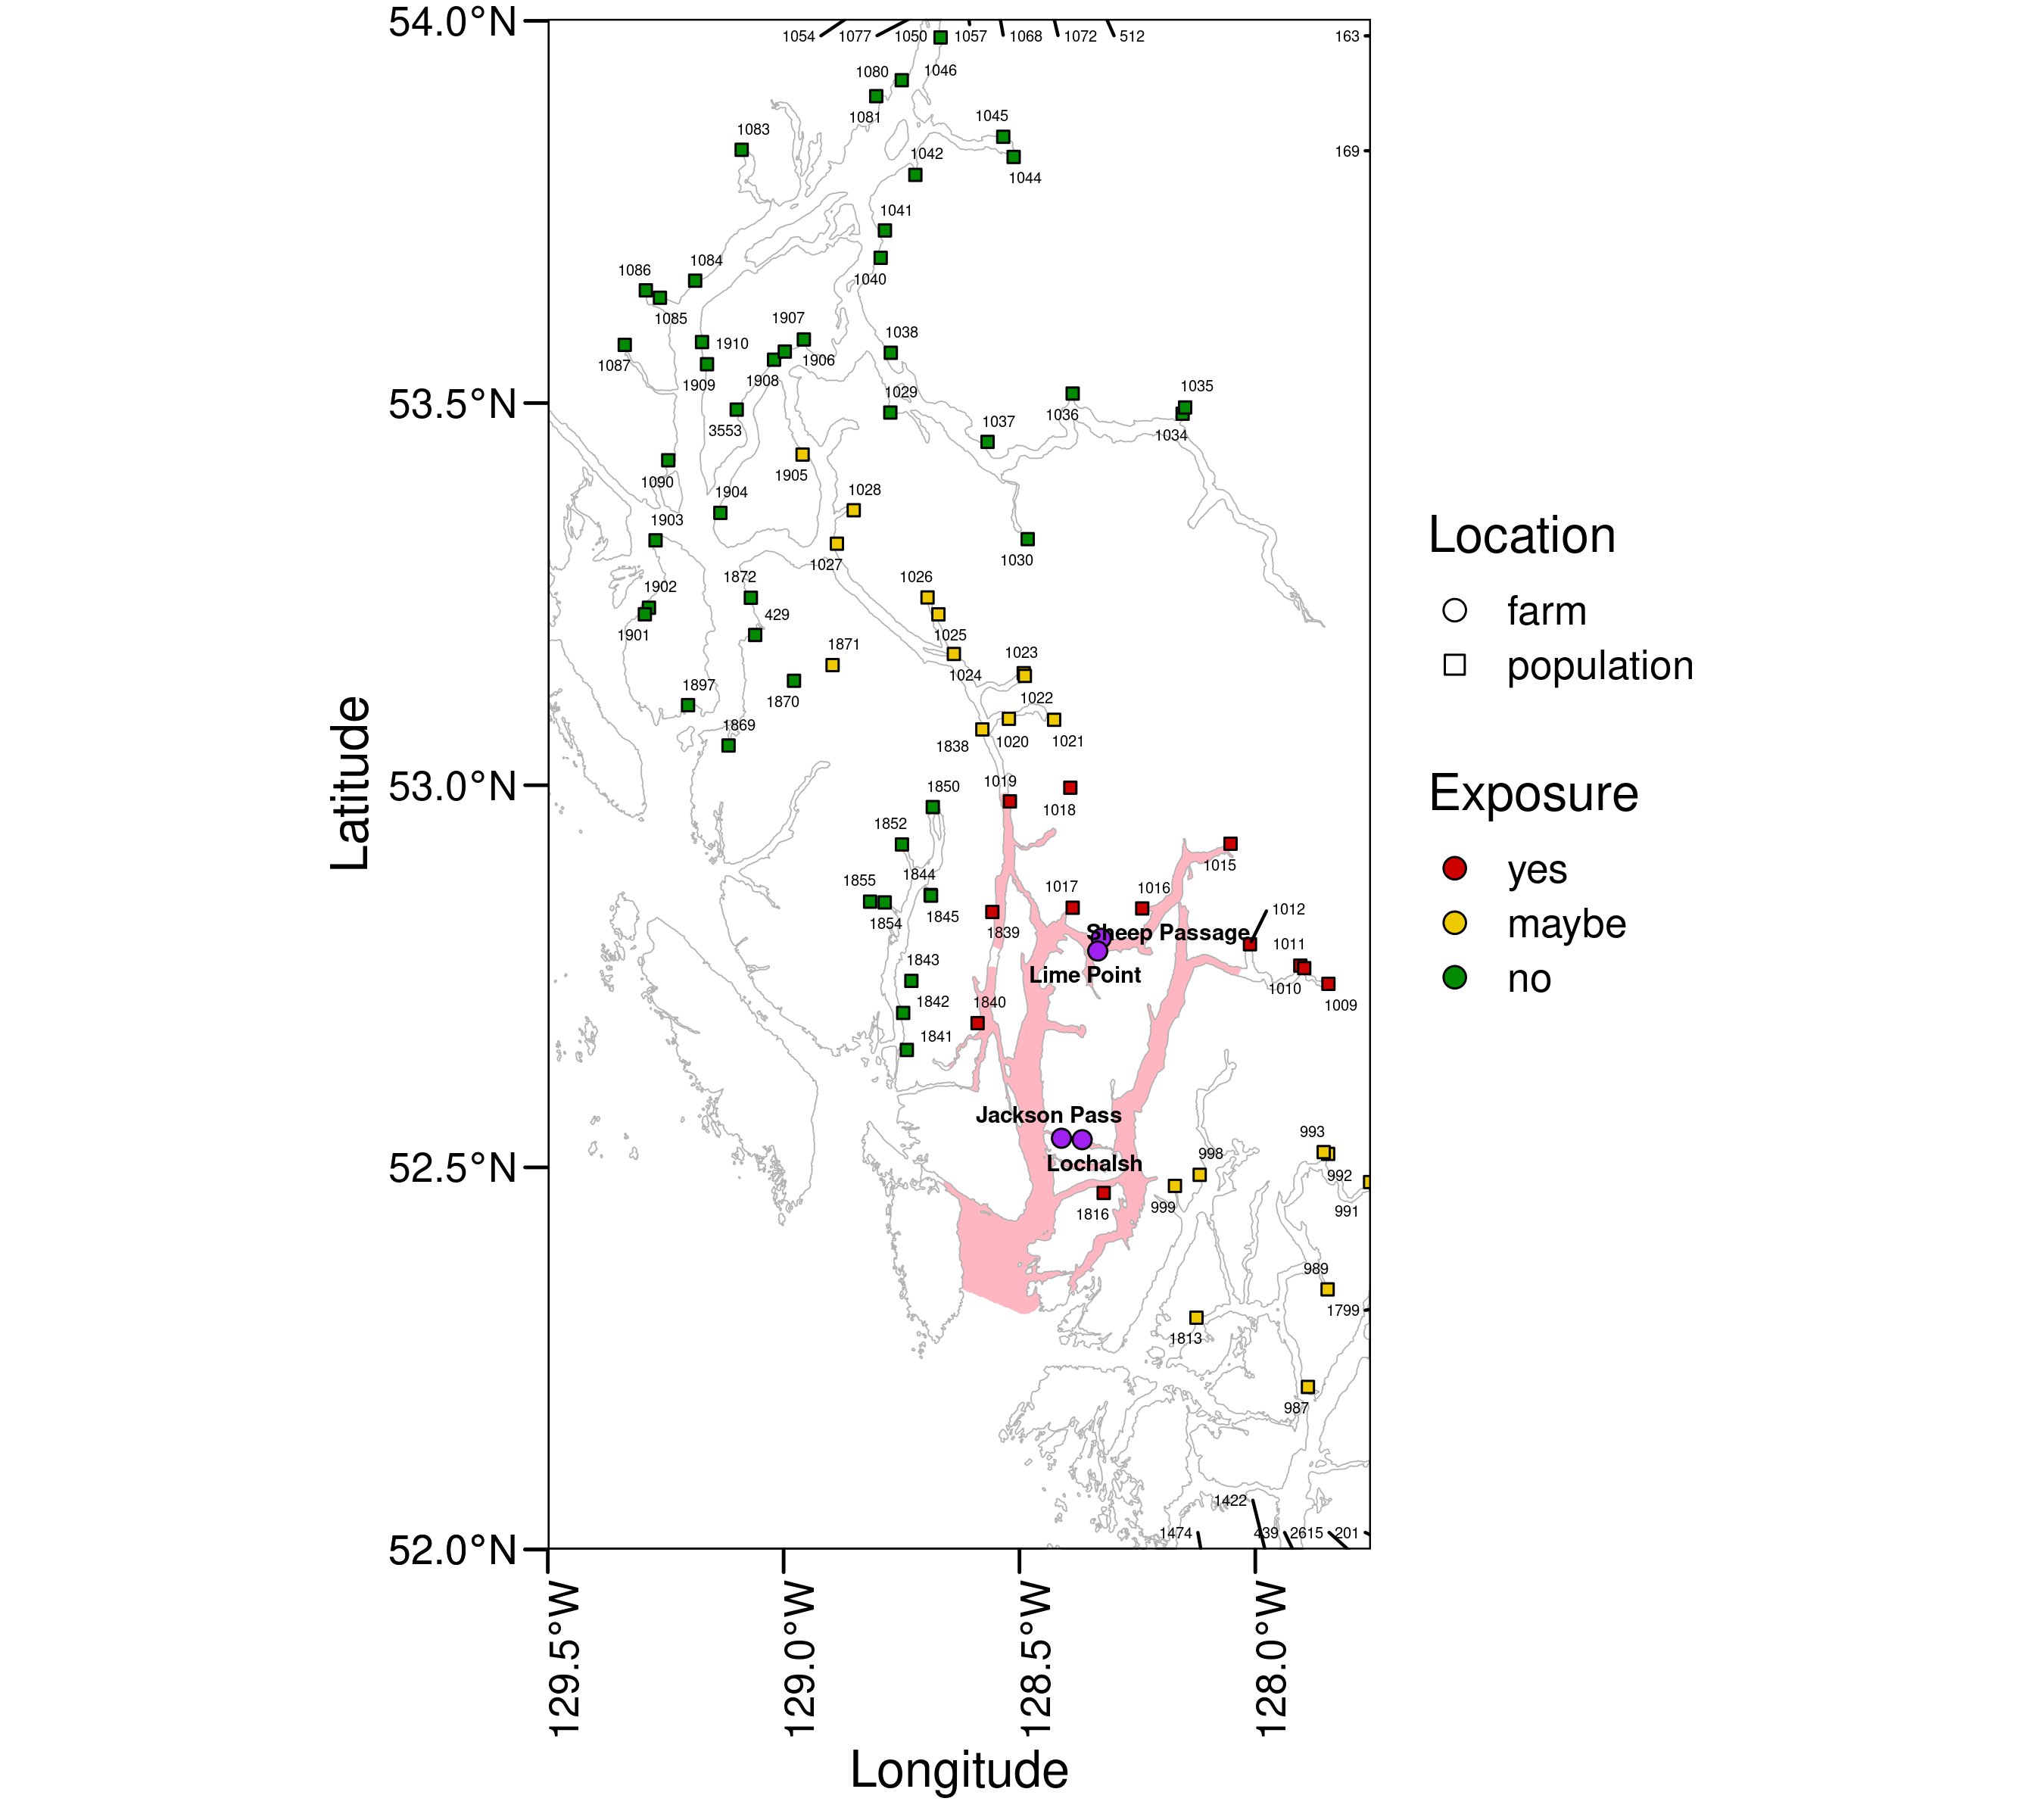 54.0°N
53.5°N
53.0°N
52.5°N
52.0°N
Latitude
1054 1077 1050 1057 1068 1072 512 163
1080 1046
1081 1045
1083 169
1042
1044
1041
1040
1084
1086
1085
1907
1910 1038
1087 1906
1909 1908
1029 1035
3553 1037 1036
1034
1905
1090
1904 1028
1903
1030
1027
1872 1026
1902
429
1901 1025
1871 1023
1024
1897 1870 1022
1869
1838 1020 1021
1019
1850 1018
1852
1844 1015
1855 1017 1016
1854 1845 1012
1839 Sheep Passage
1011
1843 Lime Point
1010
1842 1840 1009
1841
Jackson Pass
993
998
Lochalsh
992
999
1816 991
989
1799
1813
987
1422
1474 439 2615 201
129.5°W
129.0°W
128.5°W
128.0°W
Longitude
Location
farm
population
Exposure
yes
maybe
no